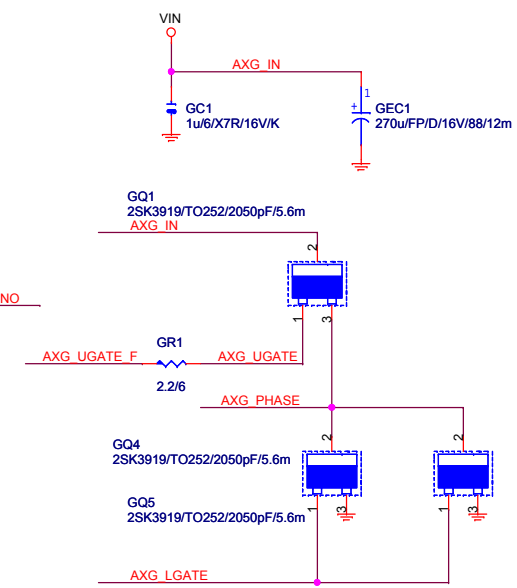 VIN
AXG_IN
1
+
GC1
1u/6/X7R/16V/K
GEC1
270u/FP/D/16V/88/12m
GQ1
2SK3919/TO252/2050pF/5.6m
AXG_IN
2
NO
1
3
GR1
AXG_UGATE_F
AXG_UGATE
2.2/6
AXG_PHASE
2
2
GQ4
2SK3919/TO252/2050pF/5.6m
GQ5
2SK3919/TO252/2050pF/5.6m
1
3
1
3
AXG_LGATE